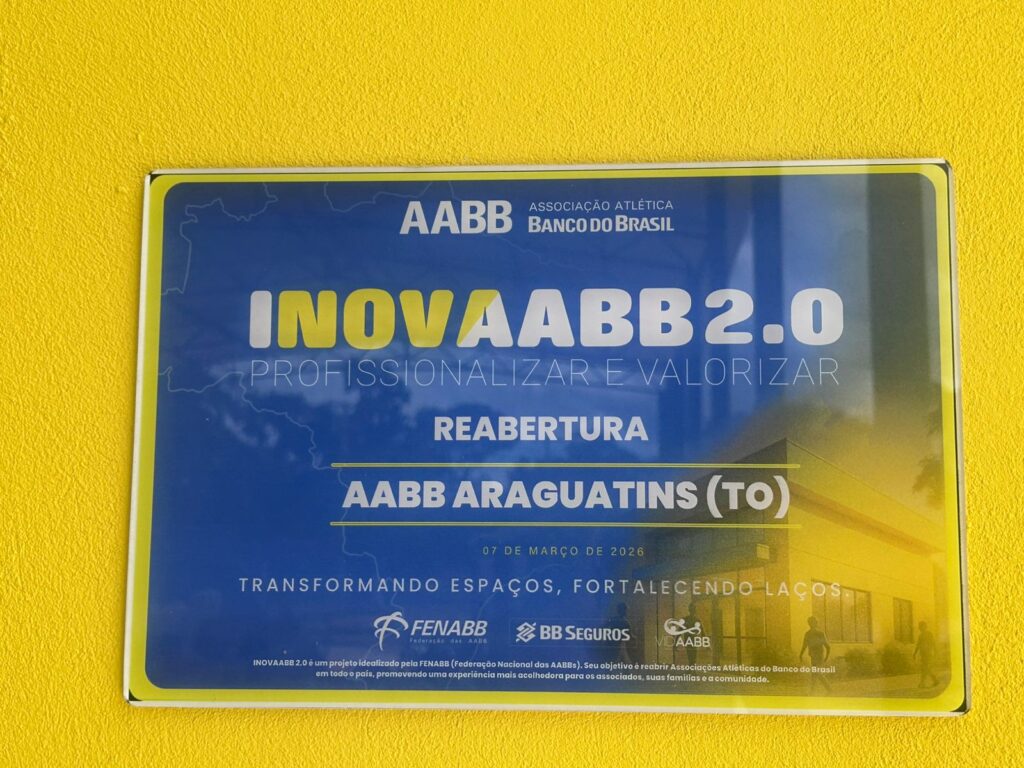 AABB ASSOCIAÇÃO ATLÉTICA
BANCO DO BRASIL
INOVAABB 2.0
PROFISSIONALIZAR E VALORIZAR
REABERTURA
AABB ARAGUATINS (TO)
07 DE MARÇO DE 2026
TRANSFORMANDO ESPAÇOS, FORTALECENDO LAÇOS.
FENABB
Federação das AABB
BB SEGUROS
VIDAABB
INOVAABB 2.0 é um projeto idealizado pela FENABB (Federação Nacional das AABBs). Seu objetivo é reabrir Associações Atléticas do Banco do Brasil
em todo o país, promovendo uma experiência mais acolhedora para os associados, suas famílias e a comunidade.